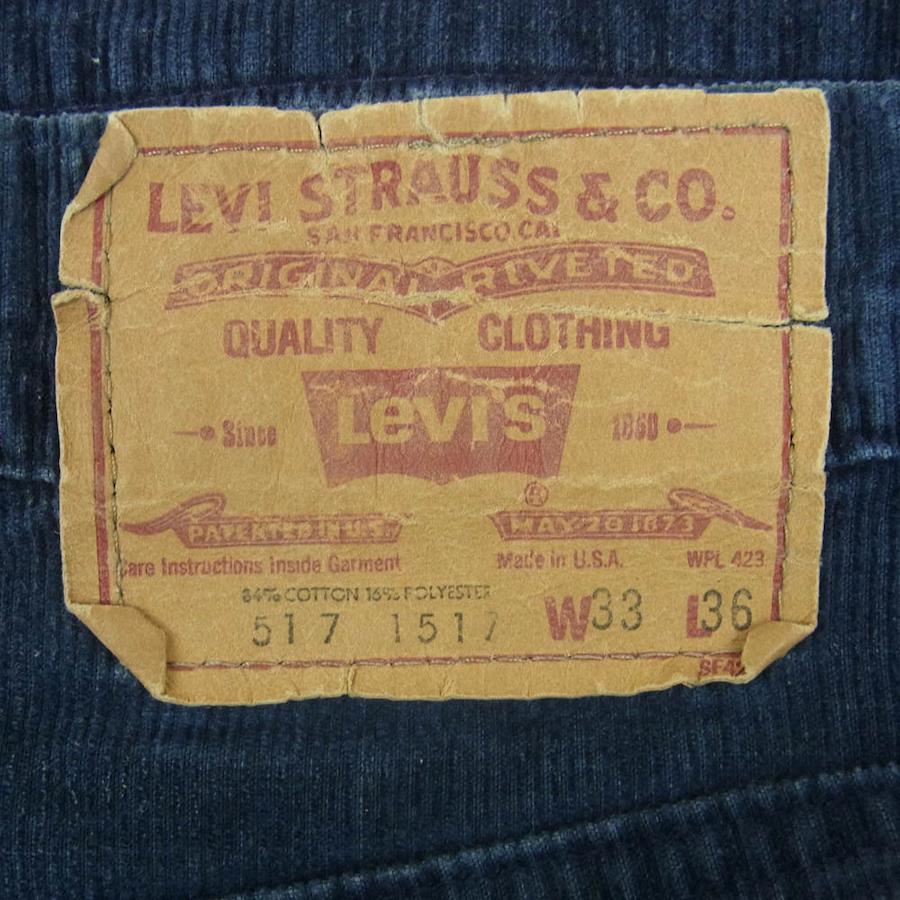 LEVI STRAUSS & CO.
SAN FRANCISCO, CAL
ORIGINAL RIVETED
QUALITY CLOTHING
Levi's
Since 1850
®
PATENTED IN U.S. MAY 20 1873
Care Instructions Inside Garment Made in U.S.A. WPL 423
84% COTTON 16% POLYESTER
517 1517 W33 L36